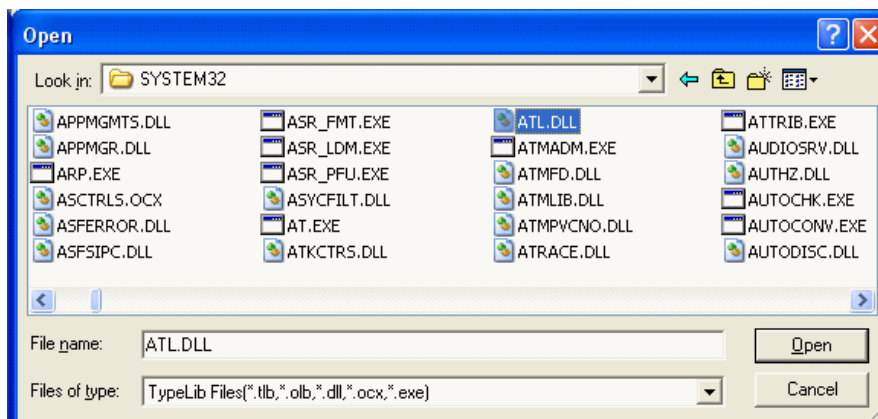 Open
Look in: SYSTEM32
APPMGMTS.DLL ASR_FMT.EXE ATL.DLL ATTRIB.EXE
APPMGR.DLL ASR_LDM.EXE ATMADM.EXE AUDIOSRV.DLL
ARP.EXE ASR_PFU.EXE ATMFD.DLL AUTHZ.DLL
ASCTRLS.OCX ASYCFILT.DLL ATMLIB.DLL AUTOCHK.EXE
ASFERROR.DLL AT.EXE ATMPVCNO.DLL AUTOCONV.EXE
ASFSIPC.DLL ATKCTRS.DLL ATRACE.DLL AUTODISC.DLL
File name: ATL.DLL Open
Files of type: TypeLib Files(*.tlb,*.olb,*.dll,*.ocx,*.exe) Cancel